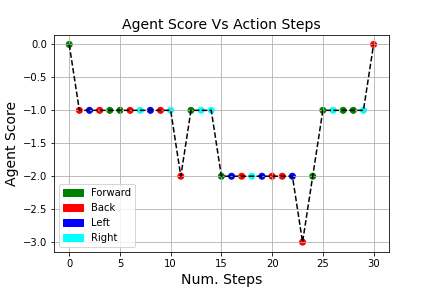 Agent Score Vs Action Steps
Agent Score
0.0
−0.5
−1.0
−1.5
−2.0
−2.5
−3.0
Forward
Back
Left
Right
0 5 10 15 20 25 30
Num. Steps